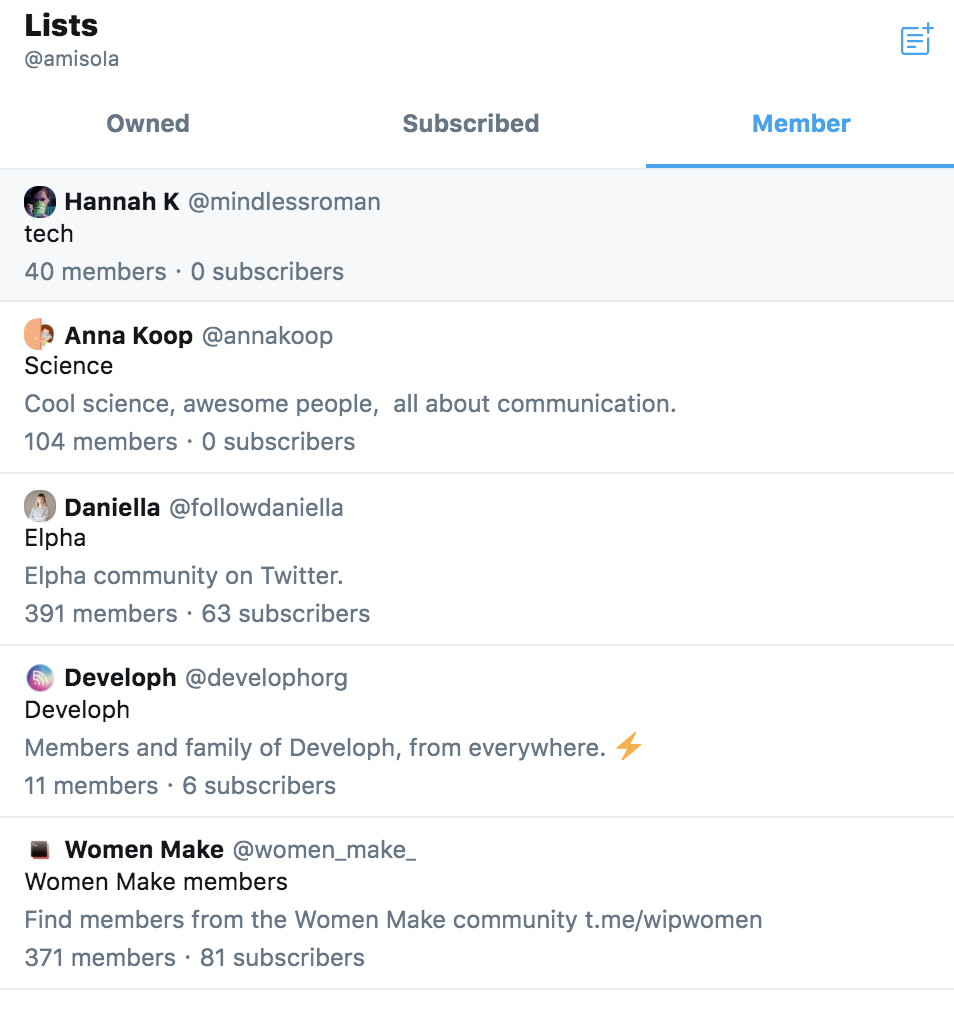 Lists
@amisola
Owned Subscribed Member
Hannah K @mindlessroman
tech
40 members · 0 subscribers
Anna Koop @annakoop
Science
Cool science, awesome people,  all about communication.
104 members · 0 subscribers
Daniella @followdaniella
Elpha
Elpha community on Twitter.
391 members · 63 subscribers
Developh @develophorg
Developh
Members and family of Developh, from everywhere. ⚡
11 members · 6 subscribers
Women Make @women_make_
Women Make members
Find members from the Women Make community t.me/wipwomen
371 members · 81 subscribers